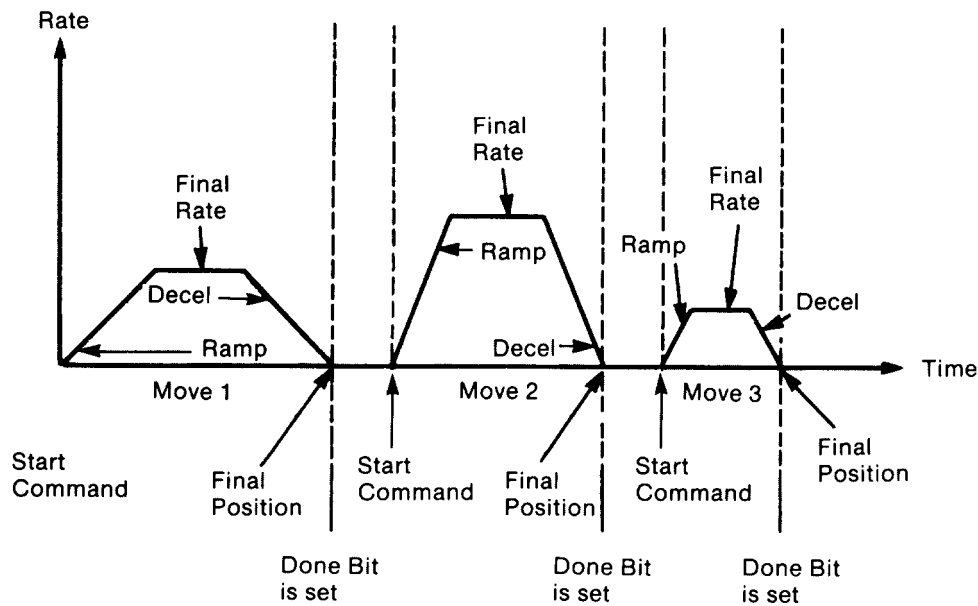 Rate
Final
Rate
Final
Rate
Final
Rate
Ramp
Ramp
Decel
Decel
Ramp
Decel
Time
Move 1
Move 2
Move 3
Start
Command
Final
Position
Start
Command
Final
Position
Start
Command
Final
Position
Done Bit
is set
Done Bit
is set
Done Bit
is set